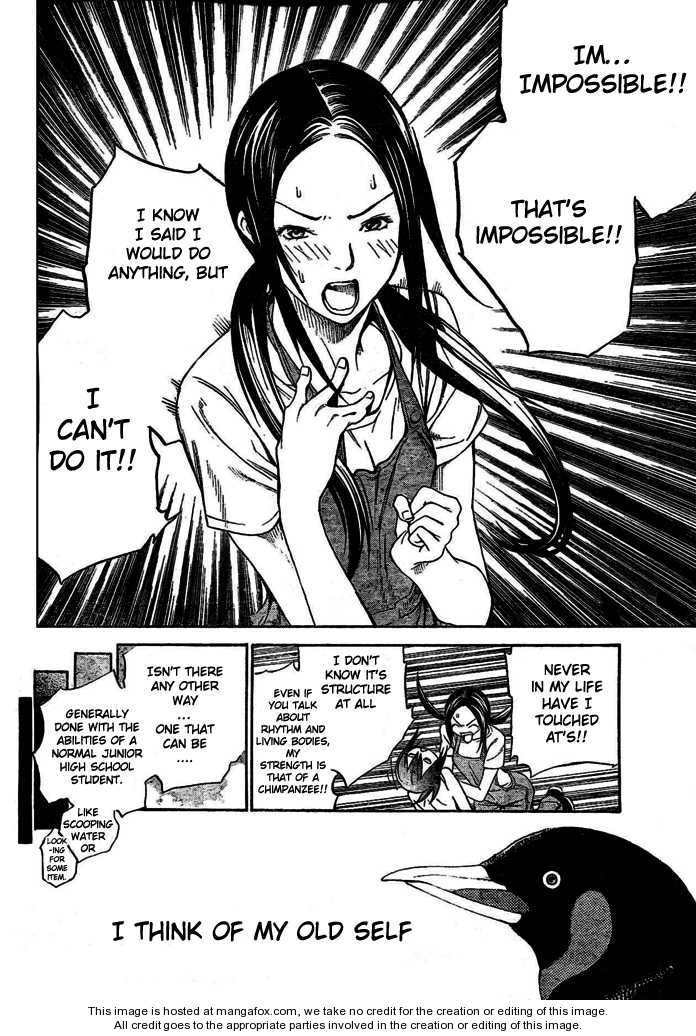 IM...
IMPOSSIBLE!!
THAT'S
IMPOSSIBLE!!
I KNOW
I SAID I
WOULD DO
ANYTHING, BUT
I
CAN'T
DO IT!!
NEVER
IN MY LIFE
HAVE I
TOUCHED
AT'S!!
I DON'T
KNOW IT'S
STRUCTURE
AT ALL
EVEN IF
YOU TALK
ABOUT
RHYTHM AND
LIVING BODIES,
MY
STRENGTH IS
THAT OF A
CHIMPANZEE!!
ISN'T THERE
ANY OTHER
WAY
...
ONE THAT
CAN BE
....
GENERALLY
DONE WITH THE
ABILITIES OF A
NORMAL JUNIOR
HIGH SCHOOL
STUDENT.
LIKE
SCOOPING
WATER
OR
LOOK
-ING
FOR
SOME
ITEM.
I THINK OF MY OLD SELF
This image is hosted at mangafox.com, we take no credit for the creation or editing of this image.
All credit goes to the appropriate parties involved in the creation or editing of this image.